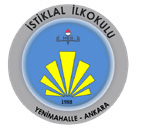 İSTİKLAL İLKOKULU
1988
YENİMAHALLE - ANKARA